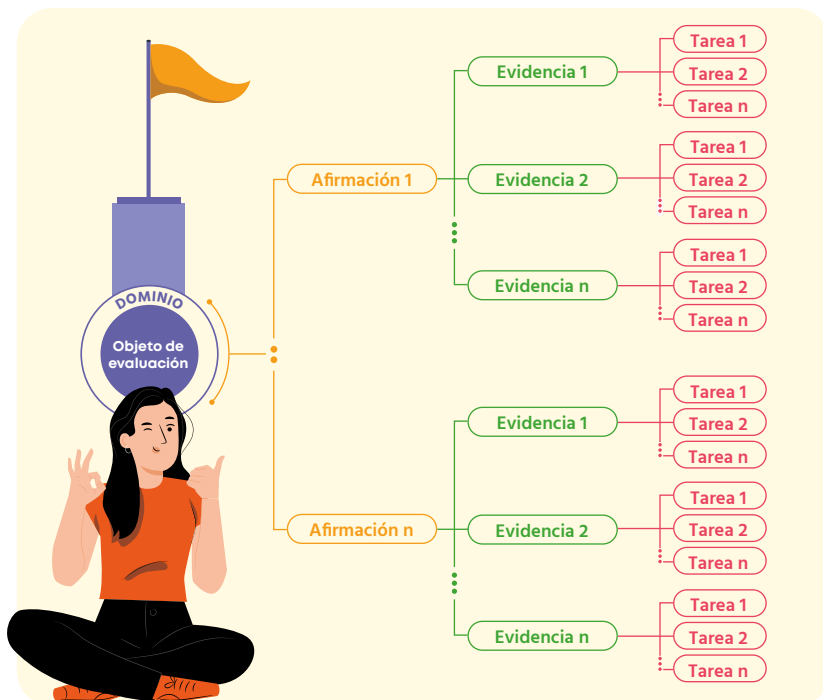 DOMINIO
Objeto de
evaluación
Afirmación 1
Evidencia 1
Tarea 1
Tarea 2
Tarea n
Evidencia 2
Tarea 1
Tarea 2
Tarea n
Evidencia n
Tarea 1
Tarea 2
Tarea n
Afirmación n
Evidencia 1
Tarea 1
Tarea 2
Tarea n
Evidencia 2
Tarea 1
Tarea 2
Tarea n
Evidencia n
Tarea 1
Tarea 2
Tarea n